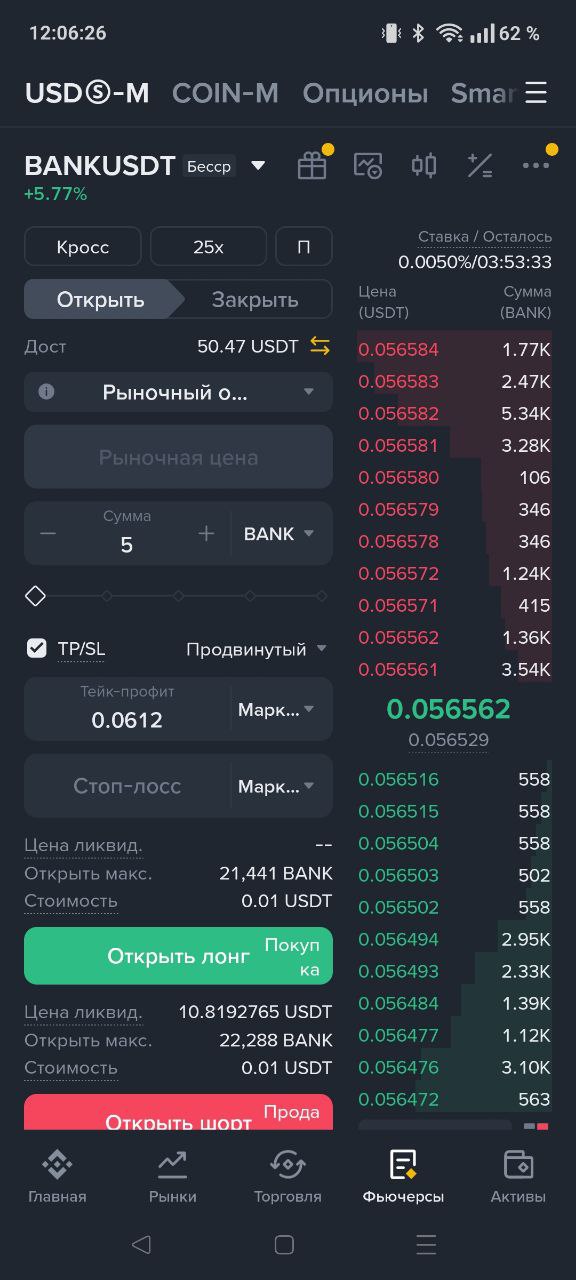 12:06:26
62 %
USDⓈ-M COIN-M Опционы Smar
BANKUSDT Бесср
+5.77%
Кросс 25x П
Открыть Закрыть
Дост 50.47 USDT
Рыночный о...
Рыночная цена
Сумма
5
BANK
TP/SL Продвинутый
Тейк-профит
0.0612
Марк...
Стоп-лосс Марк...
Цена ликвид. --
Открыть макс. 21,441 BANK
Стоимость 0.01 USDT
Открыть лонг
Покуп
ка
Цена ликвид. 10.8192765 USDT
Открыть макс. 22,288 BANK
Стоимость 0.01 USDT
Открыть шорт Прода
Ставка / Осталось
0.0050%/03:53:33
Цена Сумма
(USDT) (BANK)
0.056584 1.77K
0.056583 2.47K
0.056582 5.34K
0.056581 3.28K
0.056580 106
0.056579 346
0.056578 346
0.056572 1.24K
0.056571 415
0.056562 1.36K
0.056561 3.54K
0.056562
0.056529
0.056516 558
0.056515 558
0.056504 558
0.056503 502
0.056502 558
0.056494 2.95K
0.056493 2.33K
0.056484 1.39K
0.056477 1.12K
0.056476 3.10K
0.056472 563
Главная Рынки Торговля Фьючерсы Активы